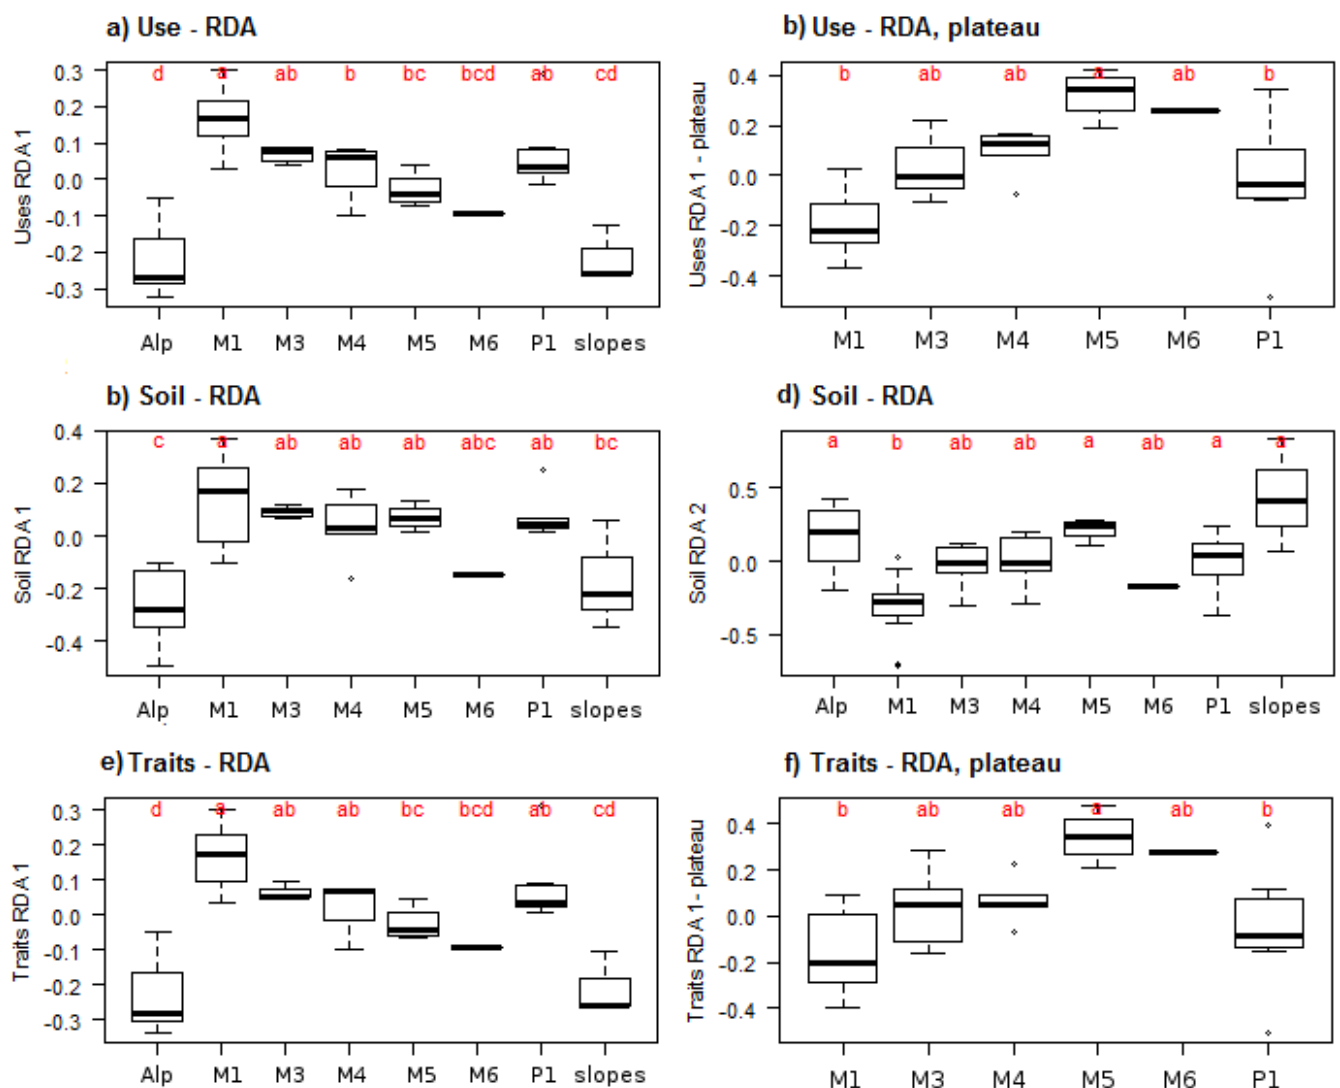 a) Use - RDA
d a ab b bc bcd ab cd
0.3
0.2
0.1
0.0
-0.1
-0.2
-0.3
Uses RDA 1
Alp M1 M3 M4 M5 M6 P1 slopes
b) Use - RDA, plateau
b ab ab a ab b
0.4
0.2
0.0
-0.2
-0.4
Uses RDA 1 - plateau
M1 M3 M4 M5 M6 P1
b) Soil - RDA
c a ab ab ab abc ab bc
0.4
0.2
0.0
-0.2
-0.4
Soil RDA 1
Alp M1 M3 M4 M5 M6 P1 slopes
d) Soil - RDA
a b ab ab a ab a a
0.5
0.0
-0.5
Soil RDA 2
Alp M1 M3 M4 M5 M6 P1 slopes
e) Traits - RDA
d a ab ab bc bcd ab cd
0.3
0.2
0.1
0.0
-0.1
-0.2
-0.3
Traits RDA 1
Alp M1 M3 M4 M5 M6 P1 slopes
f) Traits - RDA, plateau
b ab ab a ab b
0.4
0.2
0.0
-0.2
-0.4
Traits RDA 1 - plateau
M1 M3 M4 M5 M6 P1